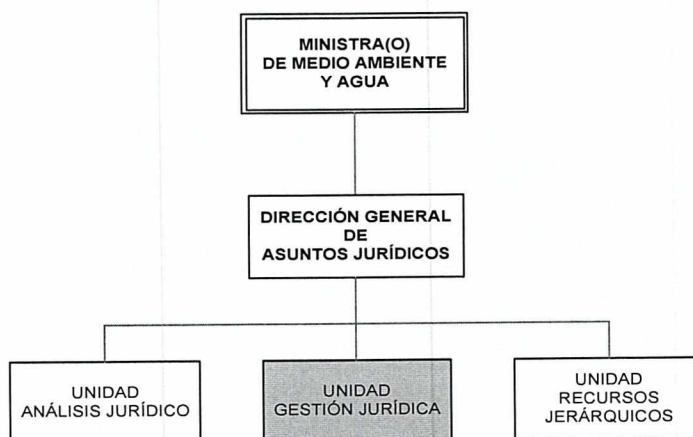 MINISTRA(O)
DE MEDIO AMBIENTE
Y AGUA
DIRECCIÓN GENERAL
DE
ASUNTOS JURÍDICOS
UNIDAD
ANÁLISIS JURÍDICO
UNIDAD
GESTIÓN JURÍDICA
UNIDAD
RECURSOS
JERÁRQUICOS